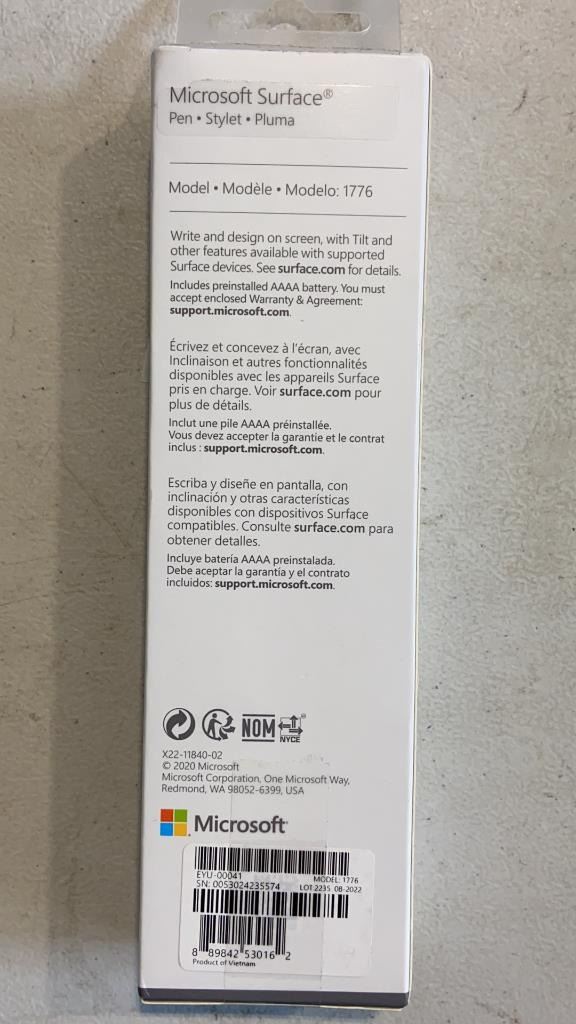 Microsoft Surface®
Pen • Stylet • Pluma
Model • Modèle • Modelo: 1776
Write and design on screen, with Tilt and
other features available with supported
Surface devices. See surface.com for details.
Includes preinstalled AAAA battery. You must
accept enclosed Warranty & Agreement:
support.microsoft.com.
Écrivez et concevez à l'écran, avec
Inclinaison et autres fonctionnalités
disponibles avec les appareils Surface
pris en charge. Voir surface.com pour
plus de détails.
Inclut une pile AAAA préinstallée.
Vous devez accepter la garantie et le contrat
inclus : support.microsoft.com.
Escriba y diseñe en pantalla, con
inclinación y otras características
disponibles con dispositivos Surface
compatibles. Consulte surface.com para
obtener detalles.
Incluye batería AAAA preinstalada.
Debe aceptar la garantía y el contrato
incluidos: support.microsoft.com.
NOM NYCE
X22-11840-02
© 2020 Microsoft
Microsoft Corporation, One Microsoft Way,
Redmond, WA 98052-6399, USA
Microsoft
EYU-00041 MODEL: 1776
SN: 0053024235574 LOT:2235 08-2022
8 89842 53016 2
Product of Vietnam